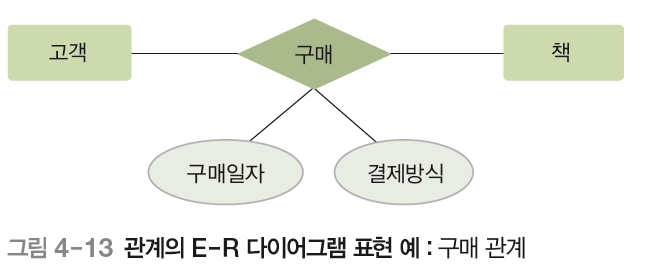 고객
구매
책
구매일자
결제방식
그림 4-13 관계의 E-R 다이어그램 표현 예 : 구매 관계